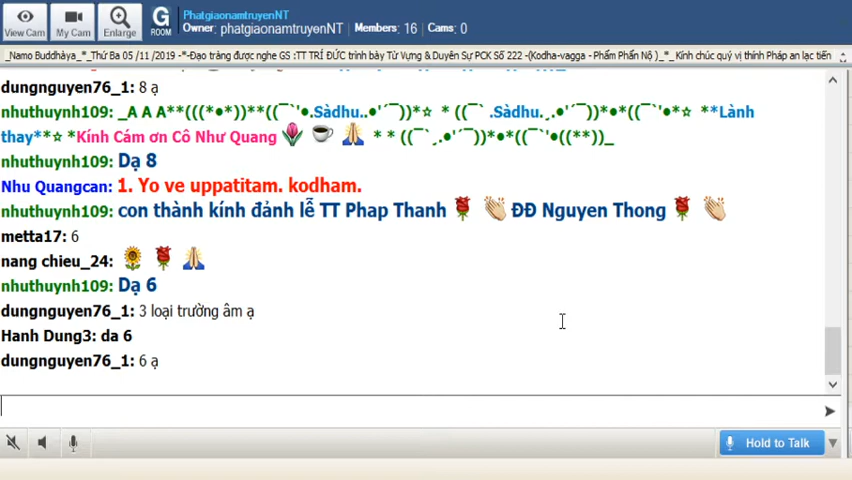 View Cam
My Cam
Enlarge
G
ROOM
PhatgiaonamtruyenNT
Owner: phatgiaonamtruyenNT Members: 16 Cams: 0
_Namo Buddhàya_*_Thứ Ba 05 /11 /2019 -*-Đạo tràng được nghe GS :TT TRÍ ĐỨC trình bày Từ Vựng & Duyên Sự PCK Số 222 -(Kodha-vagga - Phẩm Phẫn Nộ )_*_ Kính chúc quý vị thính Pháp an lạc tiến
dungnguyen76_1: 8 ạ
nhuthuynh109: _A A A**(((*•*))**((¯`'•.Sàdhu..•'´¯))*☆ * ((¯` .Sàdhu.¸.•'´¯))*•*((¯`'•*☆ **Lành
thay**☆ *Kính Cám ơn Cô Như Quang 🌷 ☕ 🙏 * * ((¯`¸.•'´¯))*•*((¯`'•((**))_
nhuthuynh109: Dạ 8
Nhu Quangcan: 1. Yo ve uppatitam. kodham.
nhuthuynh109: con thành kính đảnh lễ TT Phap Thanh 🌹 👏 ĐĐ Nguyen Thong 🌹 👏
metta17: 6
nang chieu_24: 🌻 🌹 🙏
nhuthuynh109: Dạ 6
dungnguyen76_1: 3 loại trường âm ạ
Hanh Dung3: da 6
dungnguyen76_1: 6 ạ
Hold to Talk